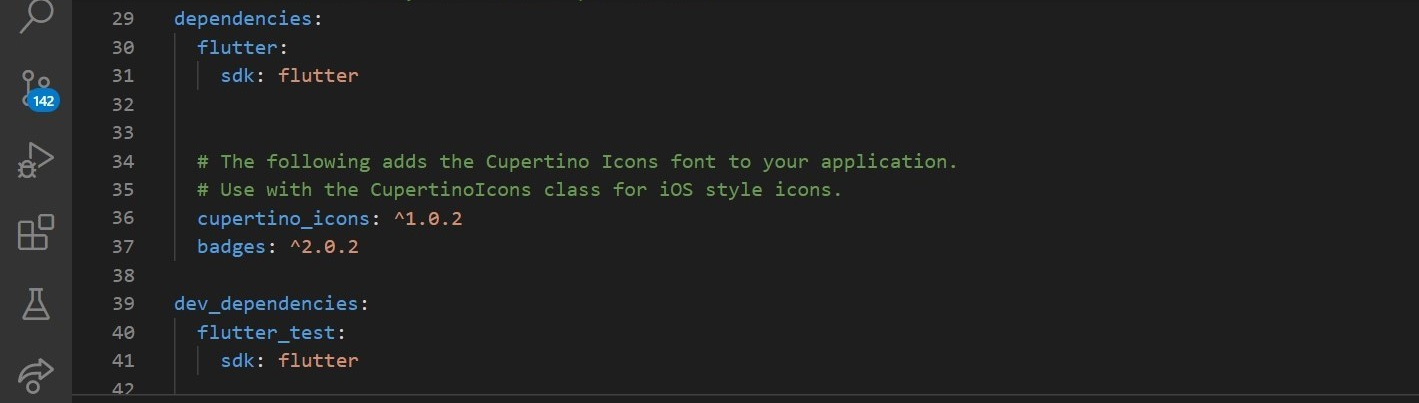 29 dependencies:
30 flutter:
31 sdk: flutter
32
33
34 # The following adds the Cupertino Icons font to your application.
35 # Use with the CupertinoIcons class for iOS style icons.
36 cupertino_icons: ^1.0.2
37 badges: ^2.0.2
38
39 dev_dependencies:
40 flutter_test:
41 sdk: flutter
42
142